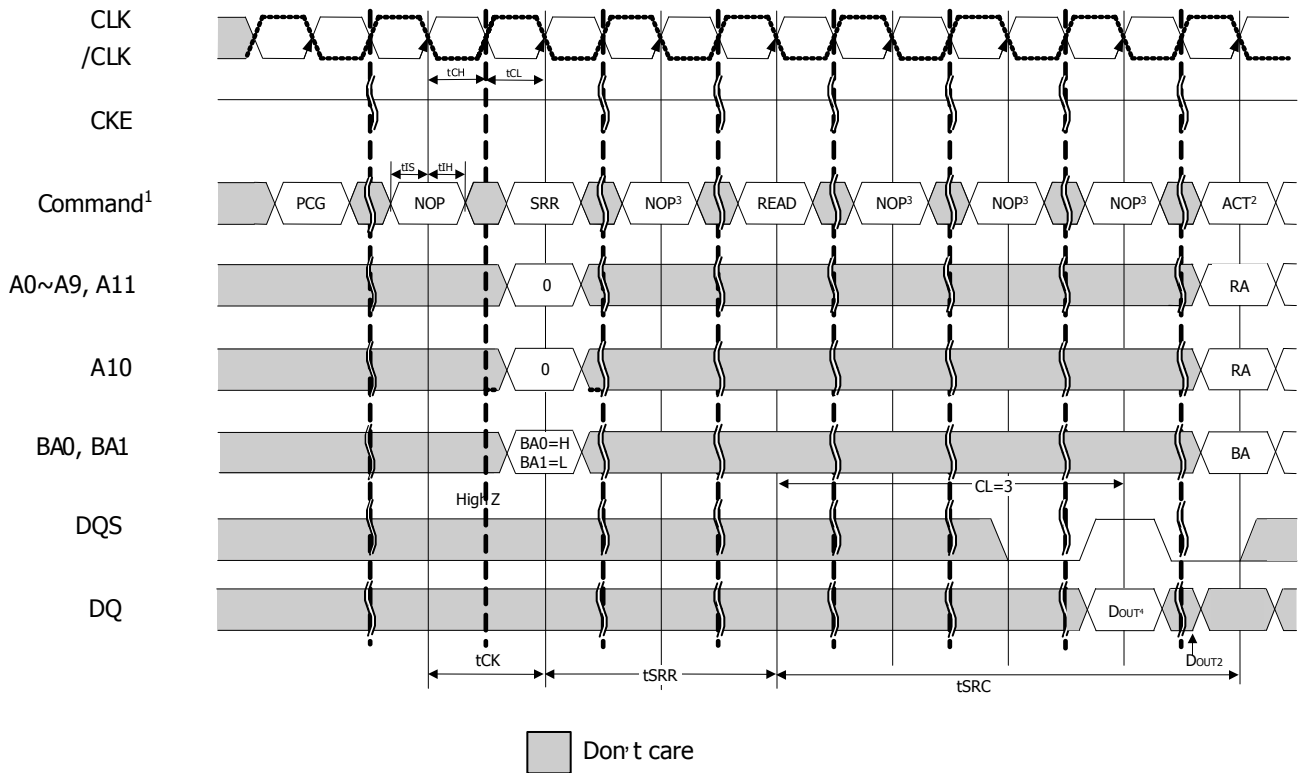 CLK
/CLK
tCH tCL
CKE
tIS tIH
Command1 PCG NOP SRR NOP3 READ NOP3 NOP3 NOP3 ACT2
A0~A9, A11 0 RA
A10 0 RA
BA0, BA1 BA0=H BA
BA1=L
CL=3
High Z
DQS
DQ DOUT4
DOUT2
tCK tSRR tSRC
Don't care